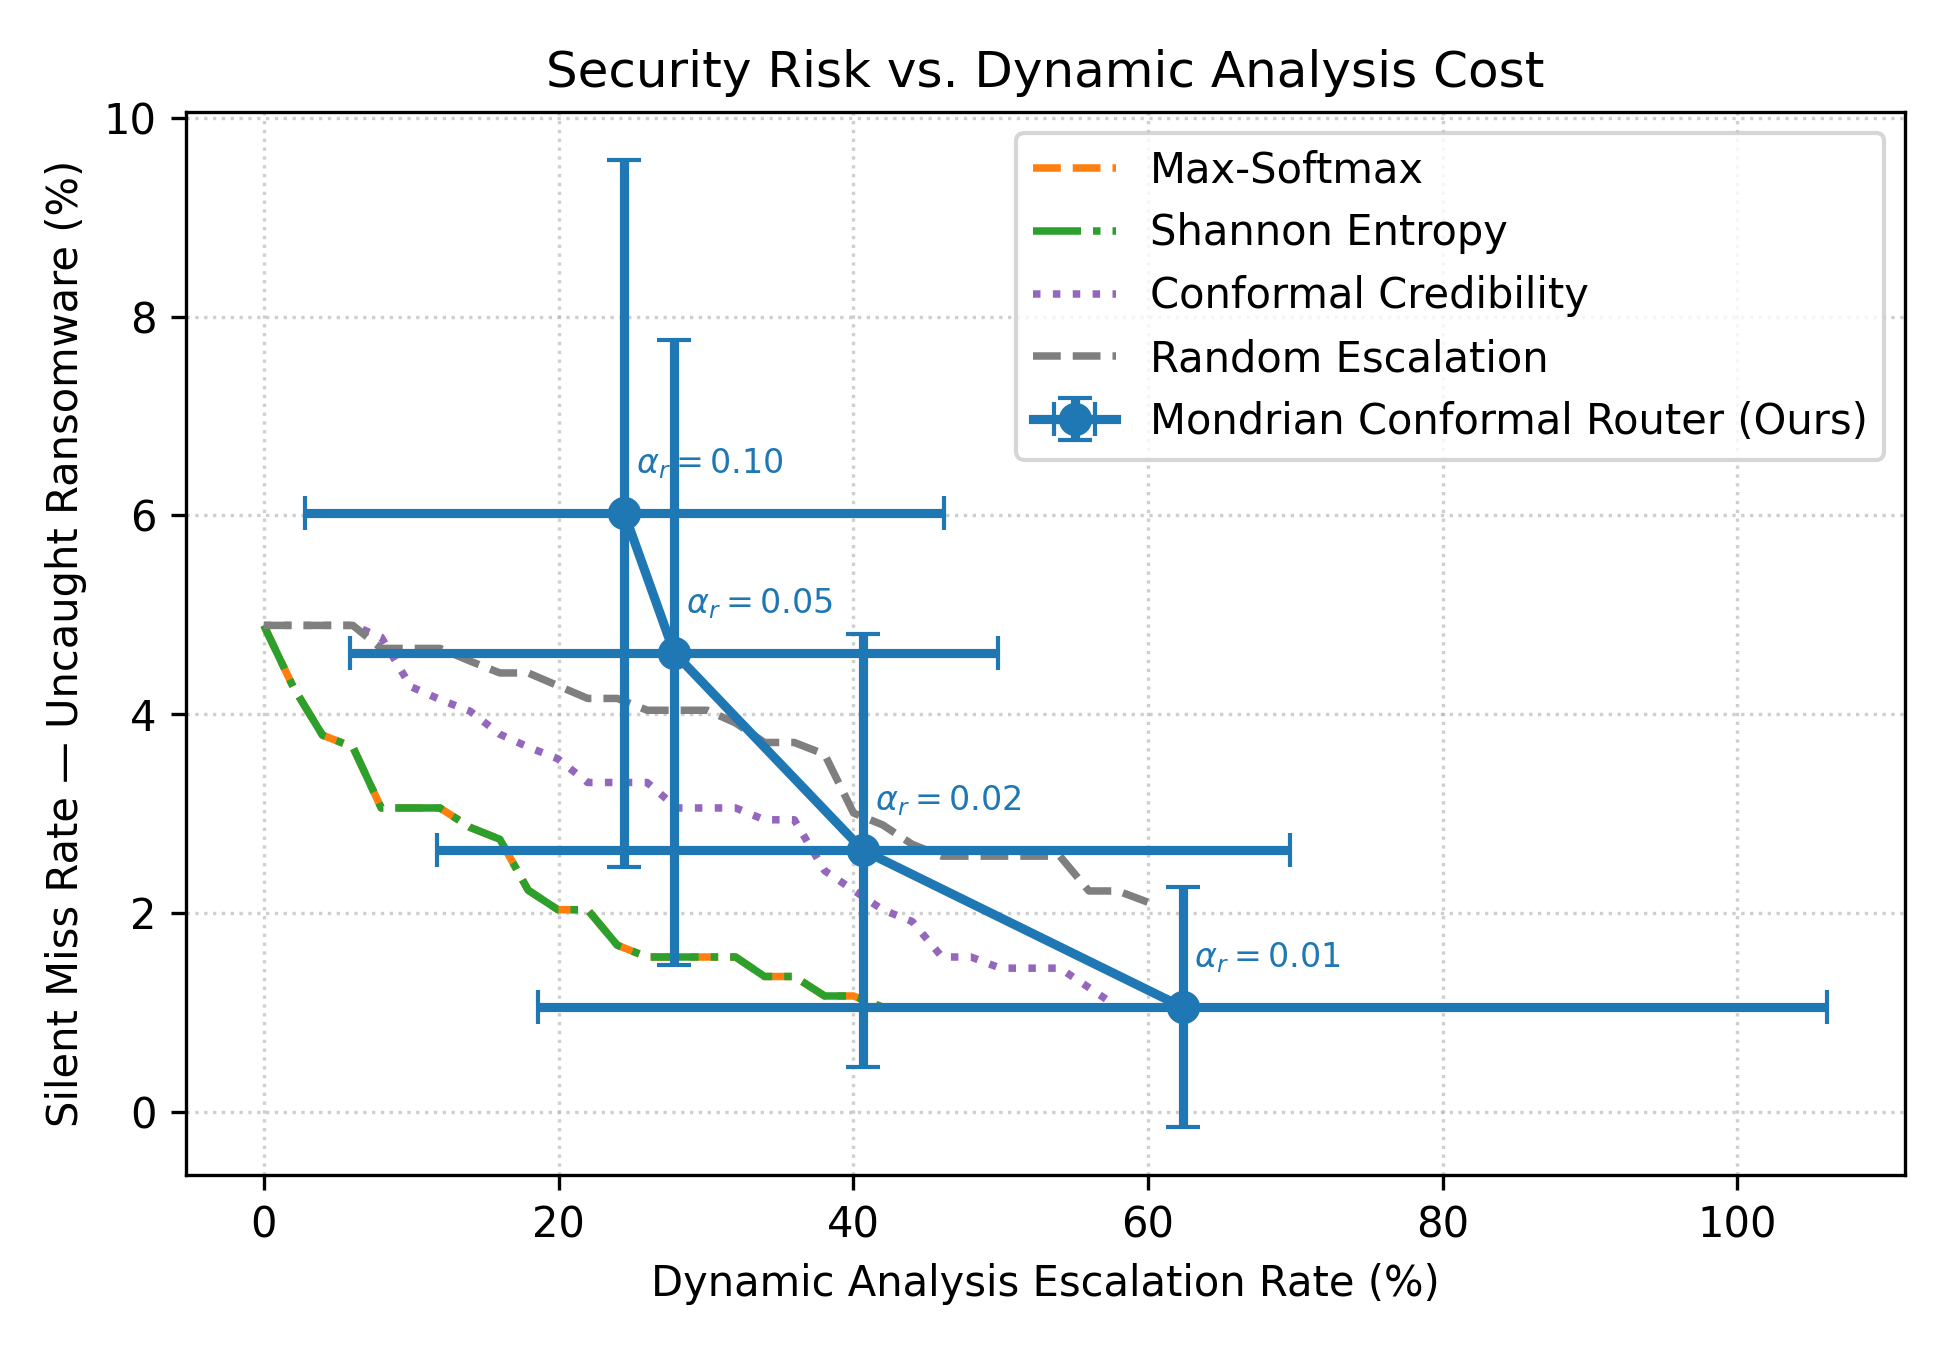 Security Risk vs. Dynamic Analysis Cost
Silent Miss Rate — Uncaught Ransomware (%)
10
8
6
4
2
0
Max-Softmax
Shannon Entropy
Conformal Credibility
Random Escalation
Mondrian Conformal Router (Ours)
αᵣ = 0.10
αᵣ = 0.05
αᵣ = 0.02
αᵣ = 0.01
0 20 40 60 80 100
Dynamic Analysis Escalation Rate (%)